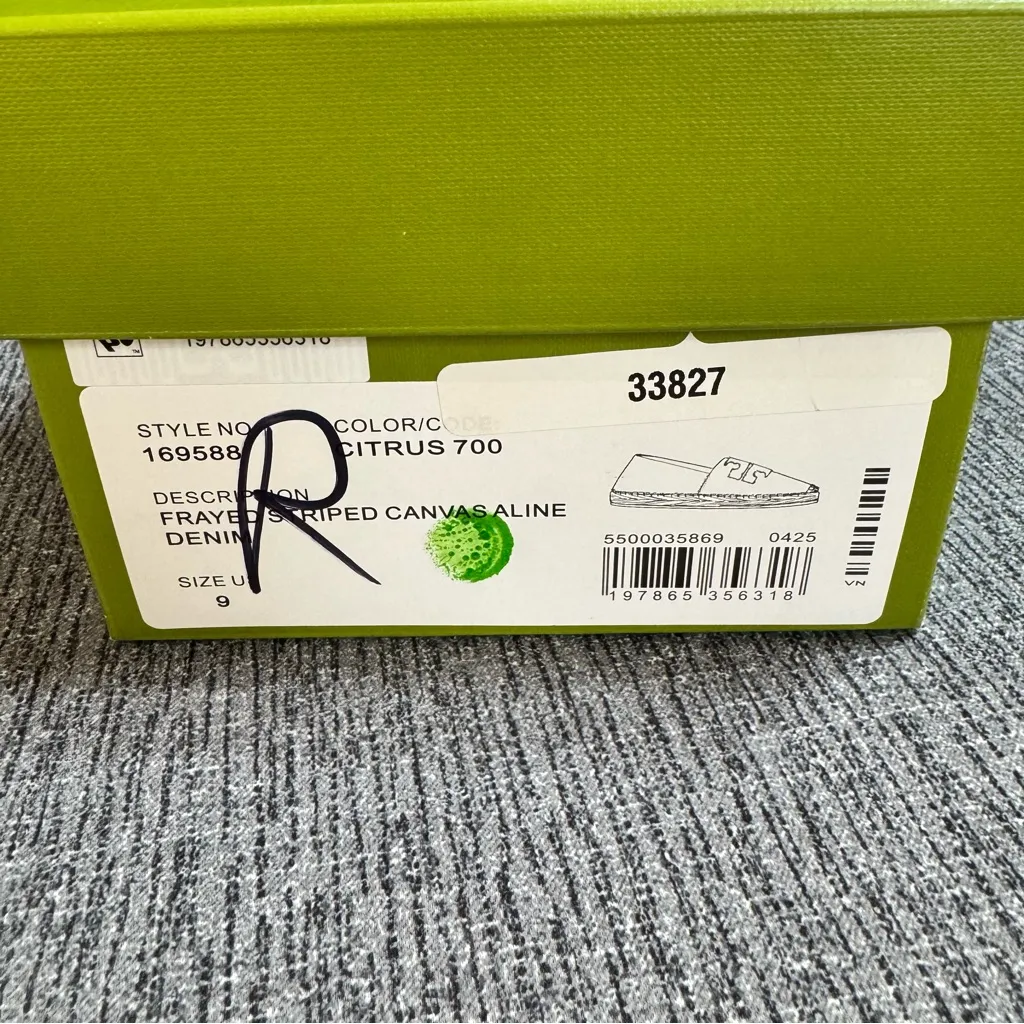 197865356318
33827
STYLE NO
COLOR/CODE:
169588
CITRUS 700
DESCRIPTION
FRAYED STRIPED CANVAS ALINE
DENIM
SIZE US
9
R
5500035869 0425
197865 356318
VN